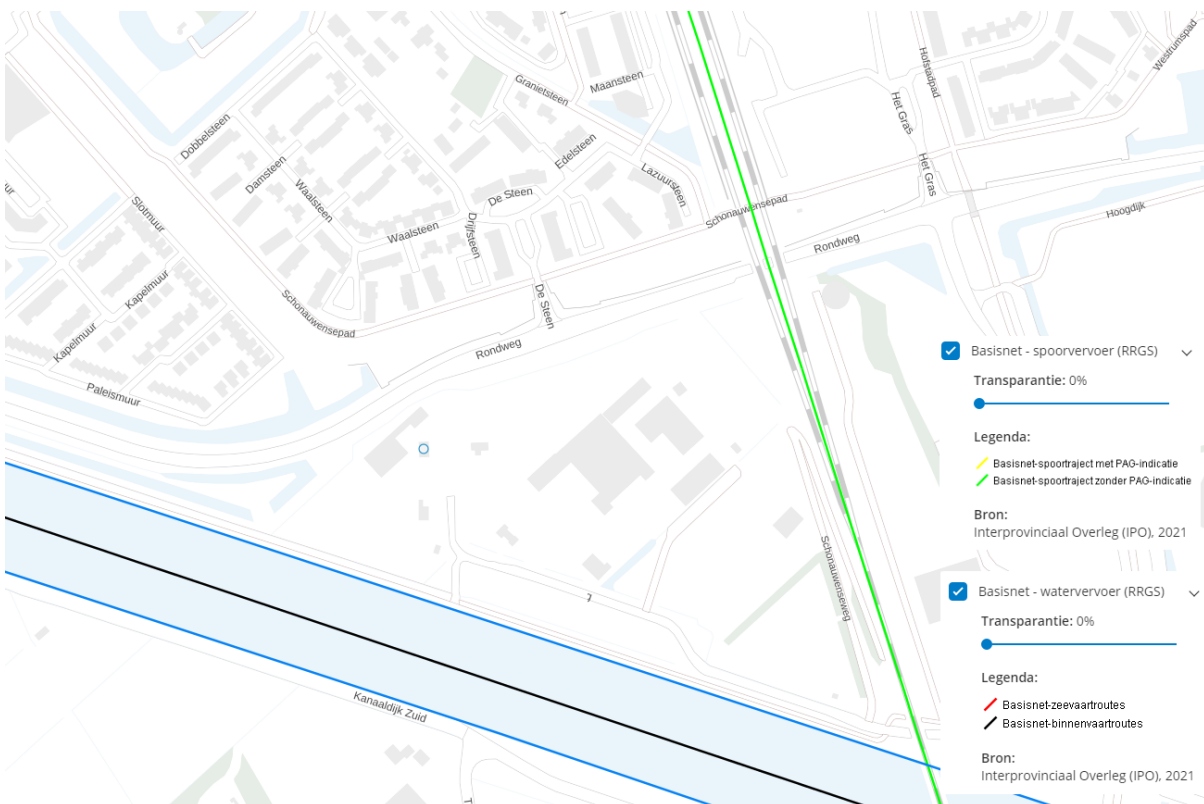 Westrumspad
Hofstadpad
Maansteen
Granietsteen
Het Gras
Dobbelsteen
Edelsteen
Damsteen
Lazuursteen
Het Gras
Waalsteen
De Steen
Slotmuur
Schonauwensepad
Hoogdijk
Drijfsteen
Waalsteen
Rondweg
Kapelmuur
De Steen
Schonauwensepad
Kapelmuur
Rondweg
Paleismuur
Schonauwenseweg
Kanaaldijk Zuid
Basisnet - spoorvervoer (RRGS)
Transparantie: 0%
Legenda:
Basisnet-spoortraject met PAG-indicatie
Basisnet-spoortraject zonder PAG-indicatie
Bron:
Interprovinciaal Overleg (IPO), 2021
Basisnet - watervervoer (RRGS)
Transparantie: 0%
Legenda:
Basisnet-zeevaartroutes
Basisnet-binnenvaartroutes
Bron:
Interprovinciaal Overleg (IPO), 2021